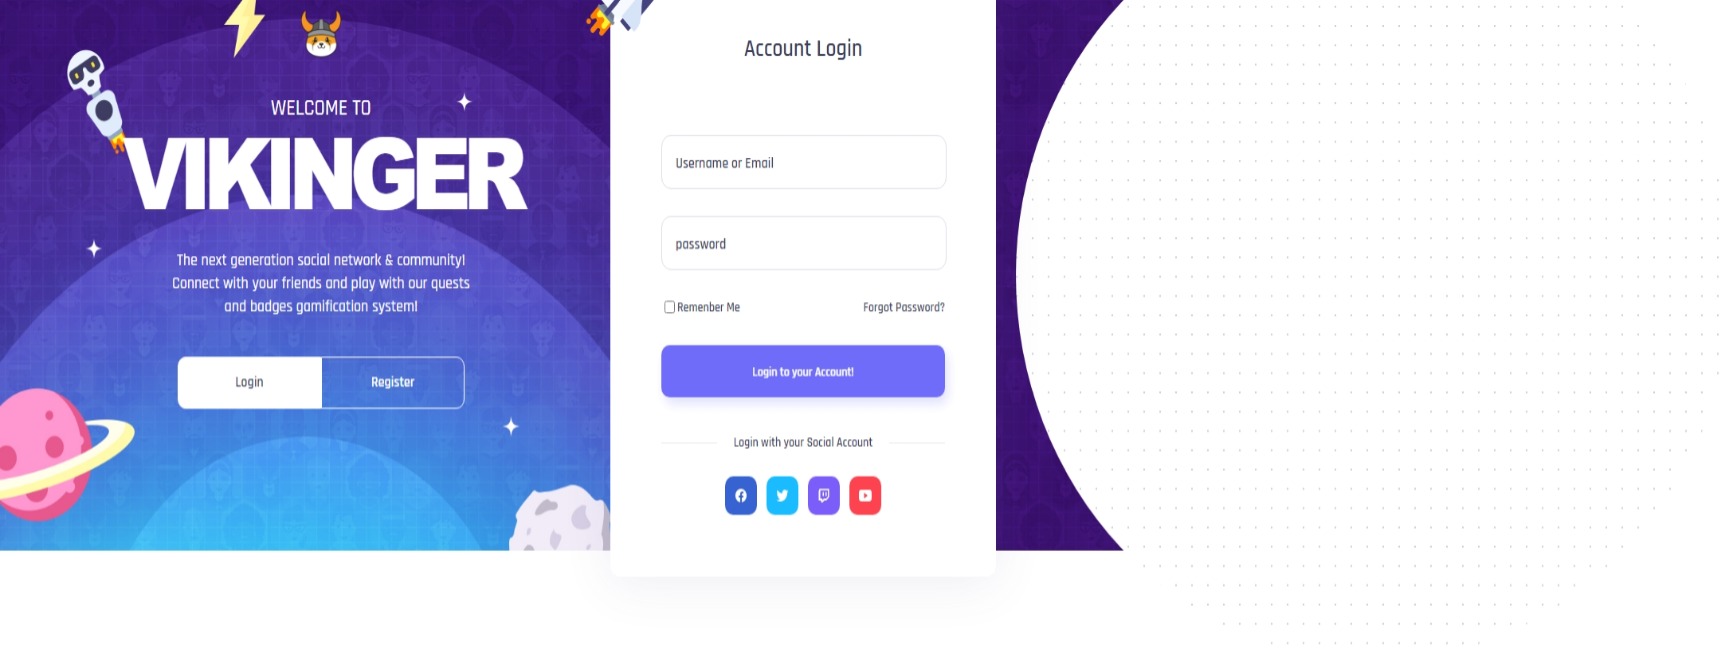 WELCOME TO
VIKINGER
The next generation social network & community!
Connect with your friends and play with our quests
and badges gamification system!
Login
Register
Account Login
Username or Email
password
Remenber Me
Forgot Password?
Login to your Account!
Login with your Social Account